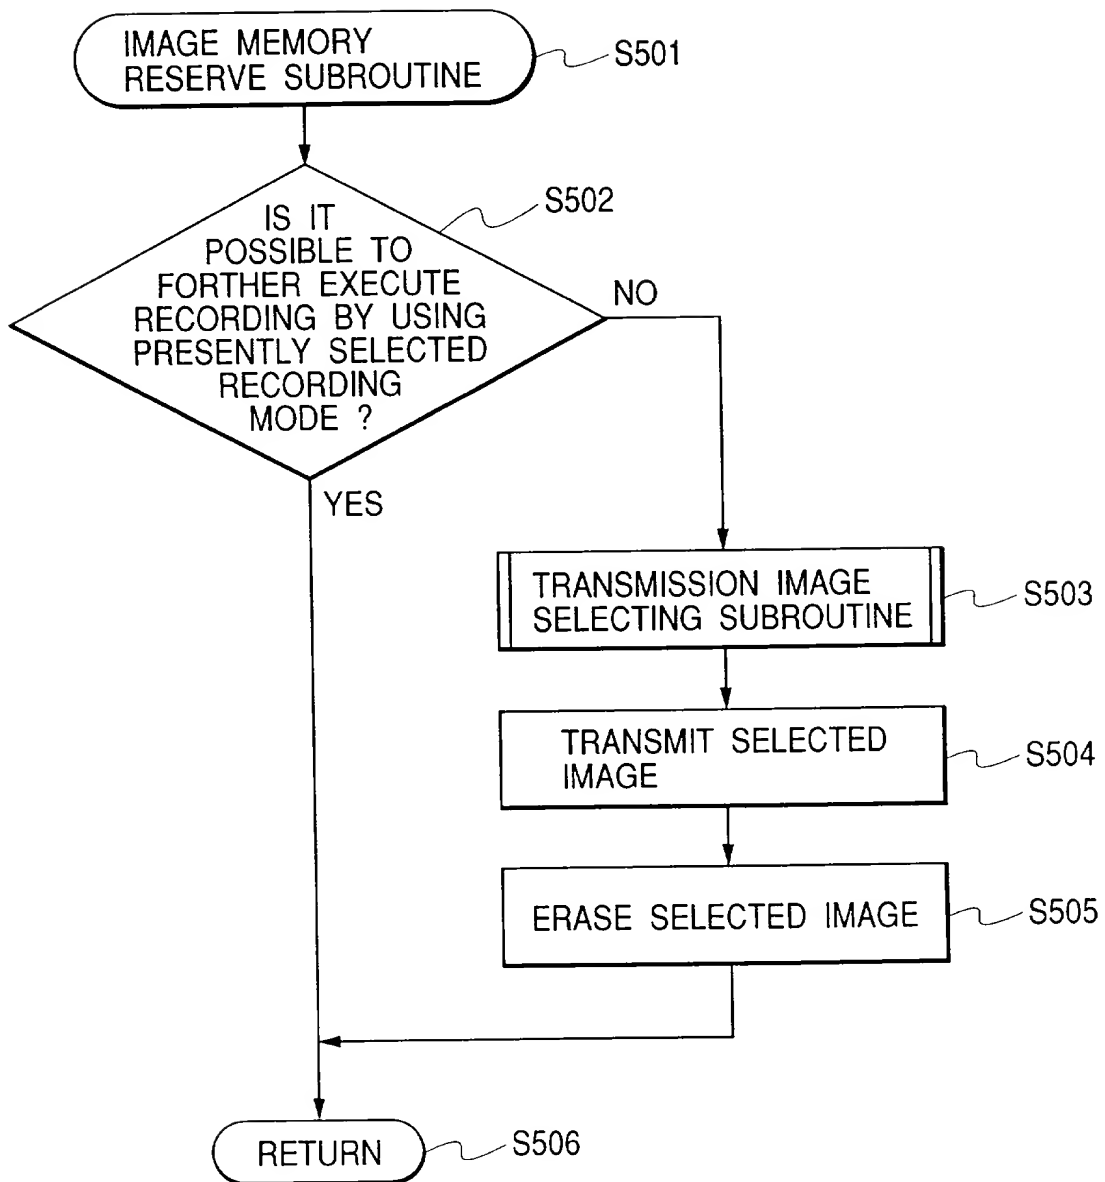 IMAGE MEMORY
RESERVE SUBROUTINE
S501
S502
IS IT
POSSIBLE TO
FORTHER EXECUTE
RECORDING BY USING
PRESENTLY SELECTED
RECORDING
MODE ?
NO
YES
TRANSMISSION IMAGE
SELECTING SUBROUTINE
S503
TRANSMIT SELECTED
IMAGE
S504
ERASE SELECTED IMAGE
S505
RETURN
S506